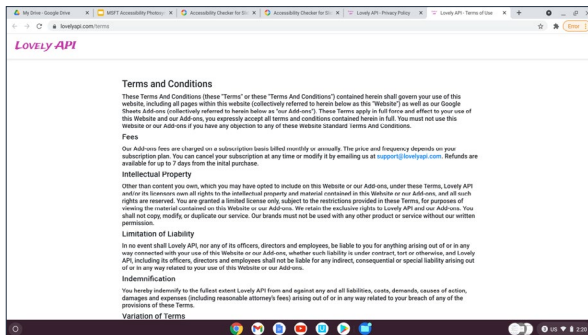 My Drive - Google Drive
MSFT Accessibility Photosyn
Accessibility Checker for Sli
Accessibility Checker for Sli
Lovely API - Privacy Policy
Lovely API - Terms of Use
lovelyapi.com/terms
Error
LOVELY API
Terms and Conditions
These Terms And Conditions (these "Terms" or these "Terms And Conditions") contained herein shall govern your use of this
website, including all pages within this website (collectively referred to herein below as this "Website") as well as our Google
Sheets Add-ons (collectively referred to herein below as "our Add-ons"). These Terms apply in full force and effect to your use of
this Website and our Add-ons, you expressly accept all terms and conditions contained herein in full. You must not use this
Website or our Add-ons if you have any objection to any of these Website Standard Terms And Conditions.
Fees
Our Add-ons fees are charged on a subscription basis billed monthly or annually. The price and frequency depends on your
subscription plan. You can cancel your subscription at any time or modify it by emailing us at support@lovelyapi.com. Refunds are
available for up to 7 days from the inital purchase.
Intellectual Property
Other than content you own, which you may have opted to include on this Website or our Add-ons, under these Terms, Lovely API
and/or its licensors own all rights to the intellectual property and material contained in this Website or our Add-ons, and all such
rights are reserved. You are granted a limited license only, subject to the restrictions provided in these Terms, for purposes of
viewing the material contained on this Website or our Add-ons. We retain the exclusive rights to Lovely API and our Add-ons. You
shall not copy, modify, or duplicate our service. Our brands must not be used with any other product or service without our written
permission.
Limitation of Liability
In no event shall Lovely API, nor any of its officers, directors and employees, be liable to you for anything arising out of or in any
way connected with your use of this Website or our Add-ons, whether such liability is under contract, tort or otherwise, and Lovely
API, including its officers, directors and employees shall not be liable for any indirect, consequential or special liability arising out
of or in any way related to your use of this Website or our Add-ons.
Indemnification
You hereby indemnify to the fullest extent Lovely API from and against any and all liabilities, costs, demands, causes of action,
damages and expenses (including reasonable attorney's fees) arising out of or in any way related to your breach of any of the
provisions of these Terms.
Variation of Terms
US